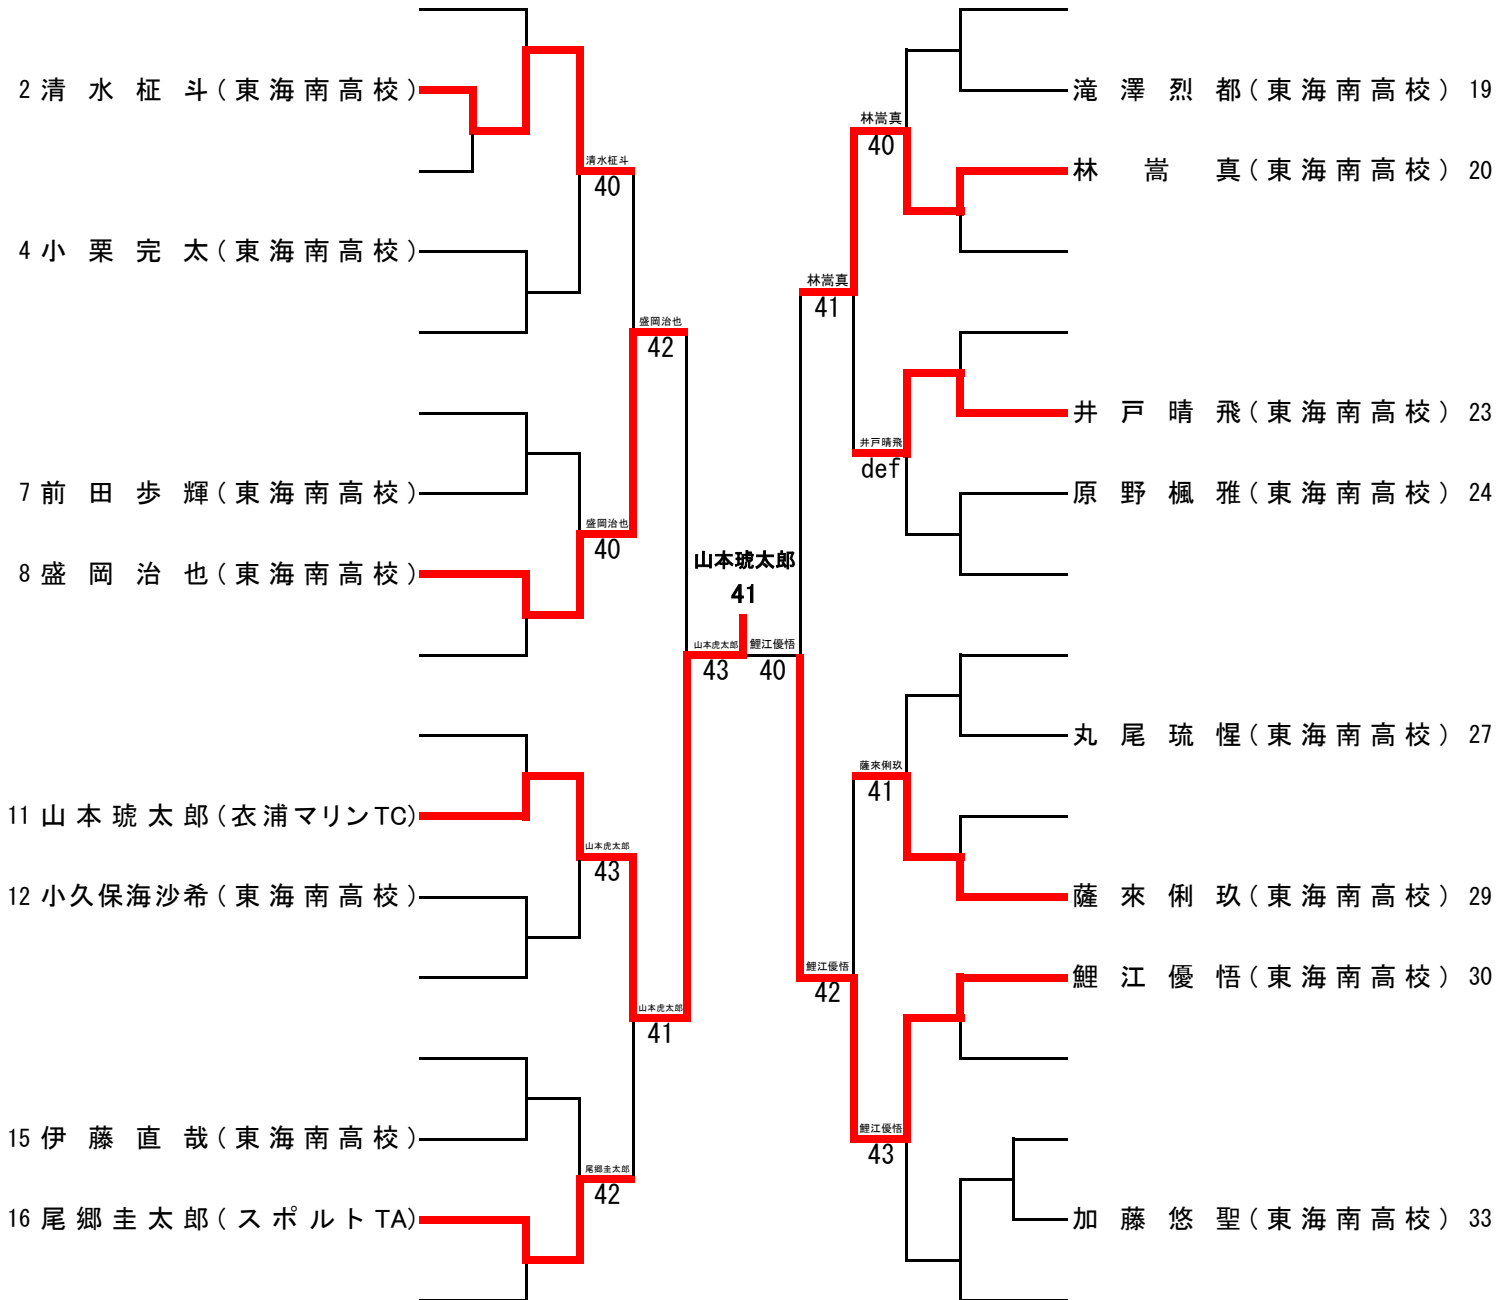 2 清水柾斗(東海南高校)
4 小栗完太(東海南高校)
7 前田歩輝(東海南高校)
8 盛岡治也(東海南高校)
11 山本琥太郎(衣浦マリンTC)
12 小久保海沙希(東海南高校)
15 伊藤直哉(東海南高校)
16 尾郷圭太郎(スポルトTA)
清水柾斗
40
盛岡治也
40
山本虎太郎
43
尾郷圭太郎
42
盛岡治也
42
山本虎太郎
41
山本虎太郎
43
山本琥太郎
41
鯉江優悟
40
林嵩真
41
鯉江優悟
42
林嵩真
40
井戸晴飛
def
薩來俐玖
41
鯉江優悟
43
滝澤烈都(東海南高校) 19
林嵩真(東海南高校) 20
井戸晴飛(東海南高校) 23
原野楓雅(東海南高校) 24
丸尾琉惺(東海南高校) 27
薩來俐玖(東海南高校) 29
鯉江優悟(東海南高校) 30
加藤悠聖(東海南高校) 33